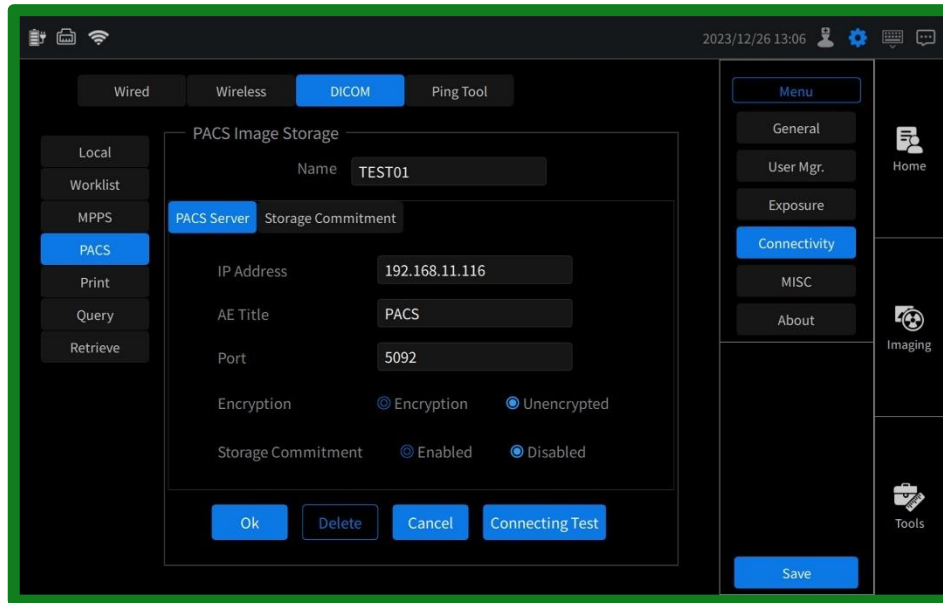 2023/12/26 13:06
Wired Wireless DICOM Ping Tool
Local
Worklist
MPPS
PACS
Print
Query
Retrieve
PACS Image Storage
Name TEST01
PACS Server Storage Commitment
IP Address 192.168.11.116
AE Title PACS
Port 5092
Encryption Encryption Unencrypted
Storage Commitment Enabled Disabled
Ok Delete Cancel Connecting Test
Menu
General
User Mgr.
Exposure
Connectivity
MISC
About
Save
Home
Imaging
Tools